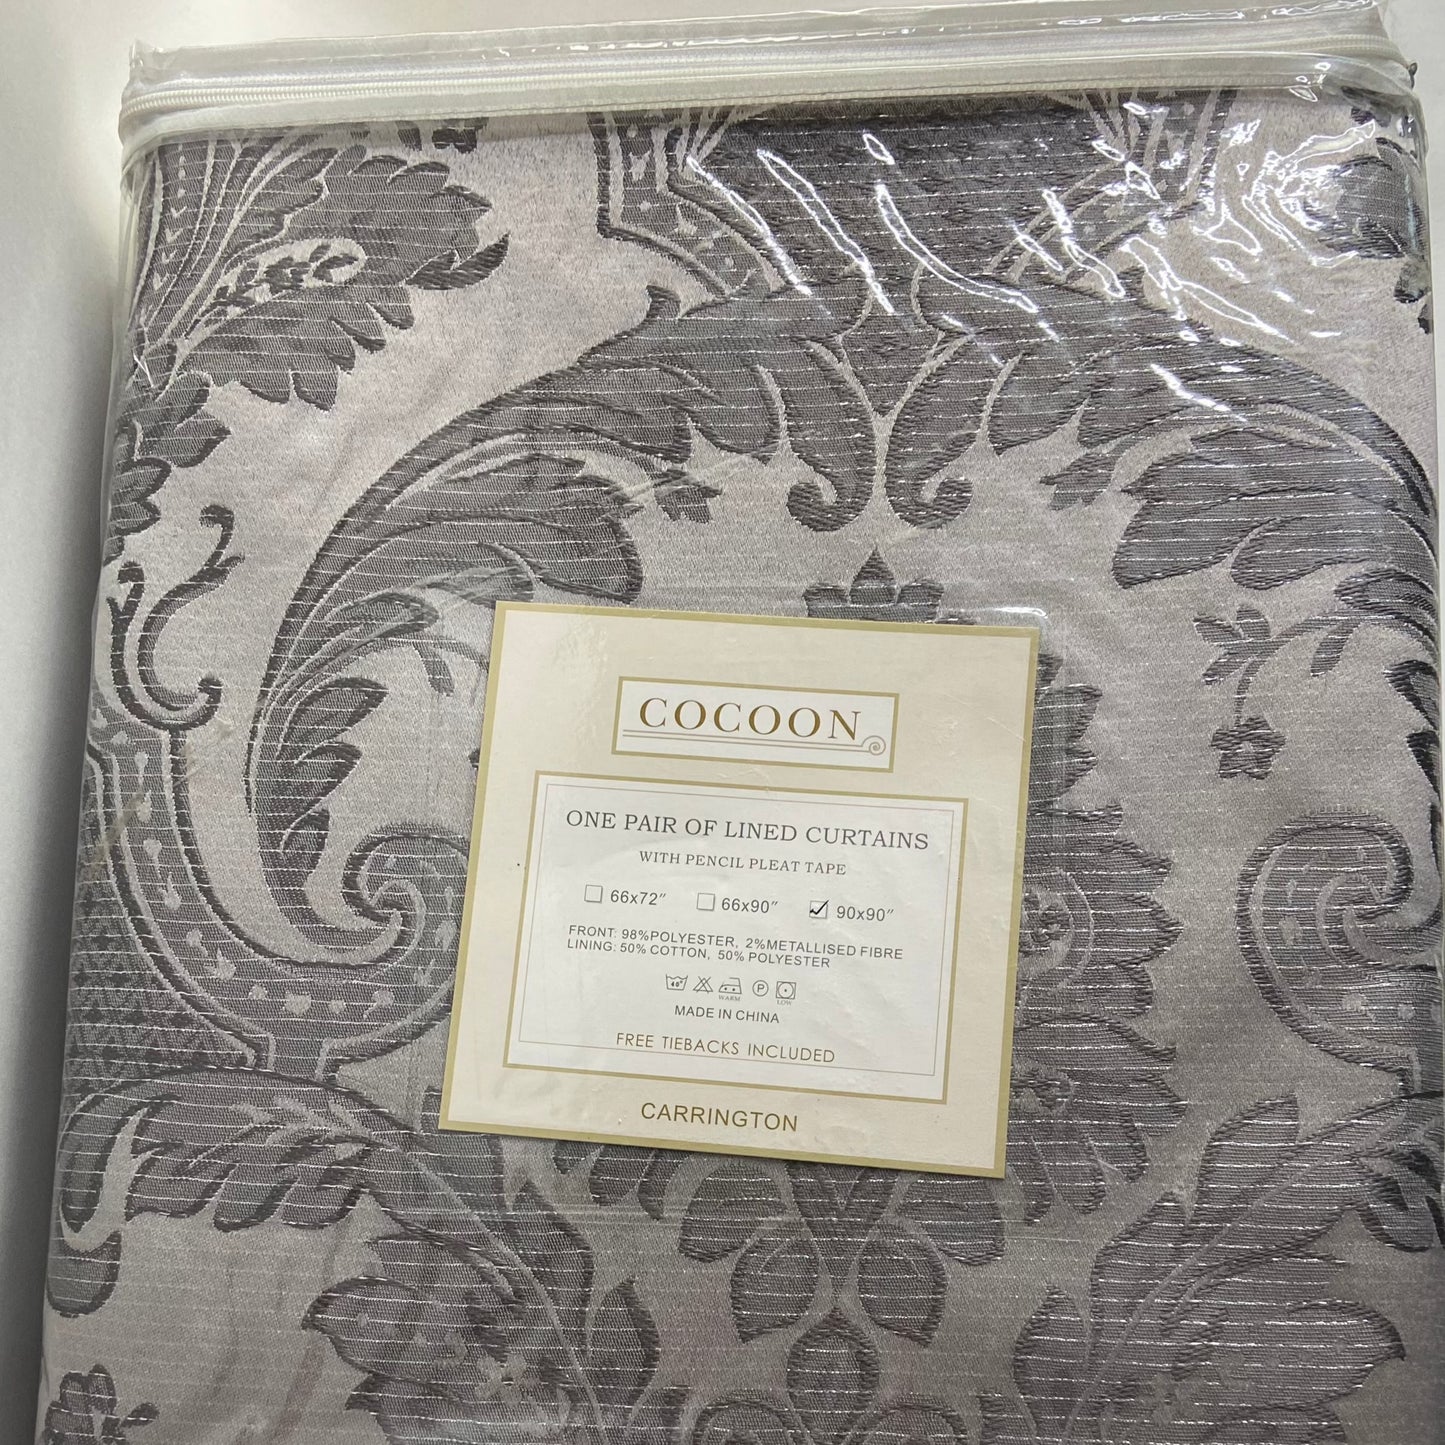 COCOON
ONE PAIR OF LINED CURTAINS
WITH PENCIL PLEAT TAPE
66x72″ 66x90″ 90x90″
FRONT: 98%POLYESTER, 2%METALLISED FIBRE
LINING: 50% COTTON, 50% POLYESTER
40° WARM P LOW
MADE IN CHINA
FREE TIEBACKS INCLUDED
CARRINGTON